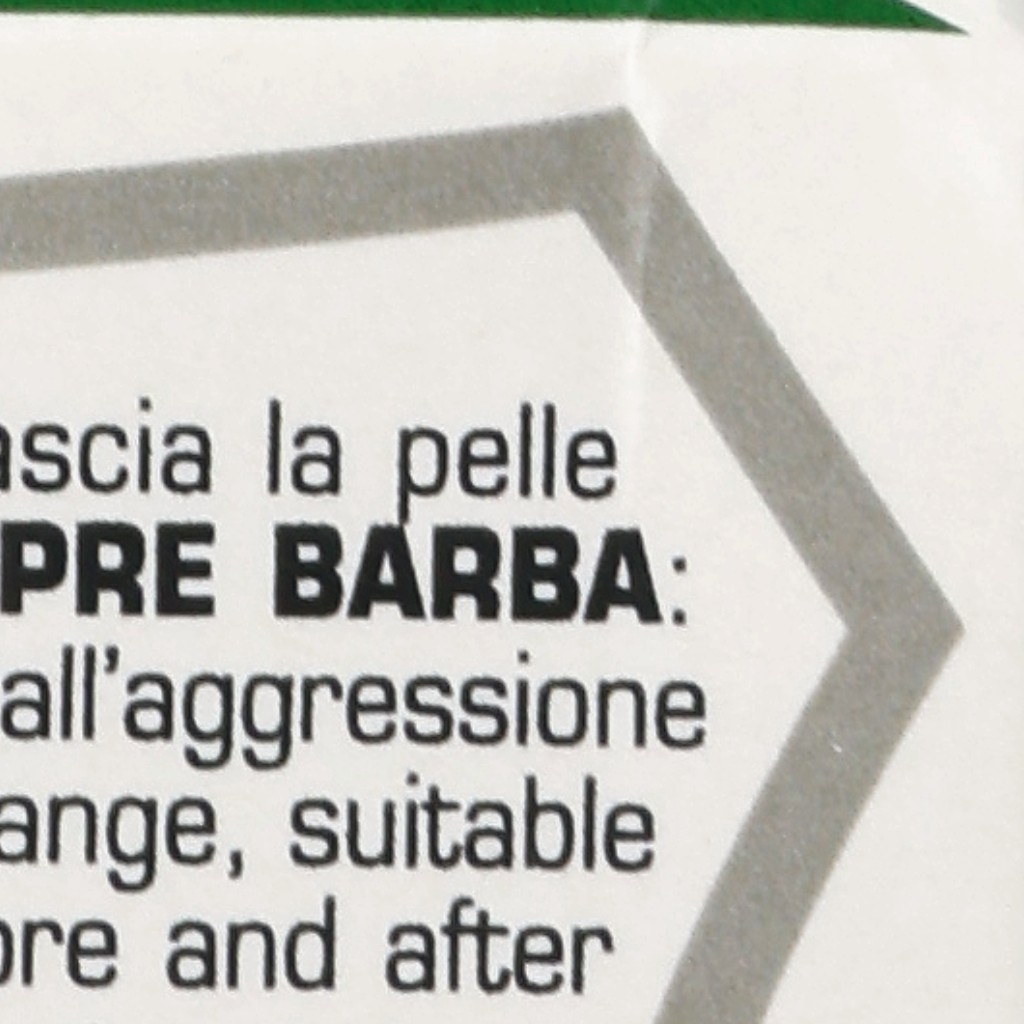 ascia la pelle
PRE BARBA:
all'aggressione
ange, suitable
ore and after